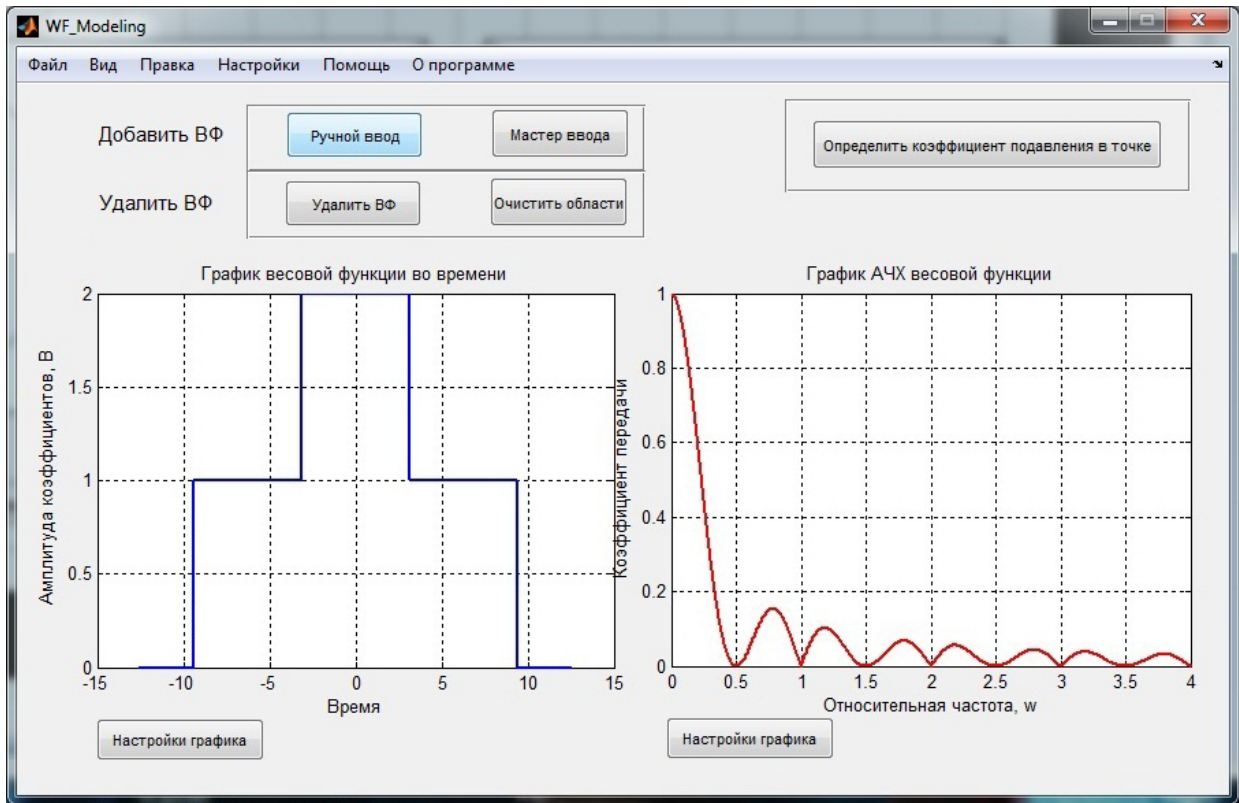 WF_Modeling
Файл Вид Правка Настройки Помощь О программе
Добавить ВФ
Ручной ввод
Мастер ввода
Определить коэффициент подавления в точке
Удалить ВФ
Удалить ВФ
Очистить области
График весовой функции во времени
График АЧХ весовой функции
Амплитуда коэффициентов, В
2
1.5
1
0.5
0
-15 -10 -5 0 5 10 15
Время
Коэффициент передачи
1
0.8
0.6
0.4
0.2
0
0 0.5 1 1.5 2 2.5 3 3.5 4
Относительная частота, w
Настройки графика
Настройки графика